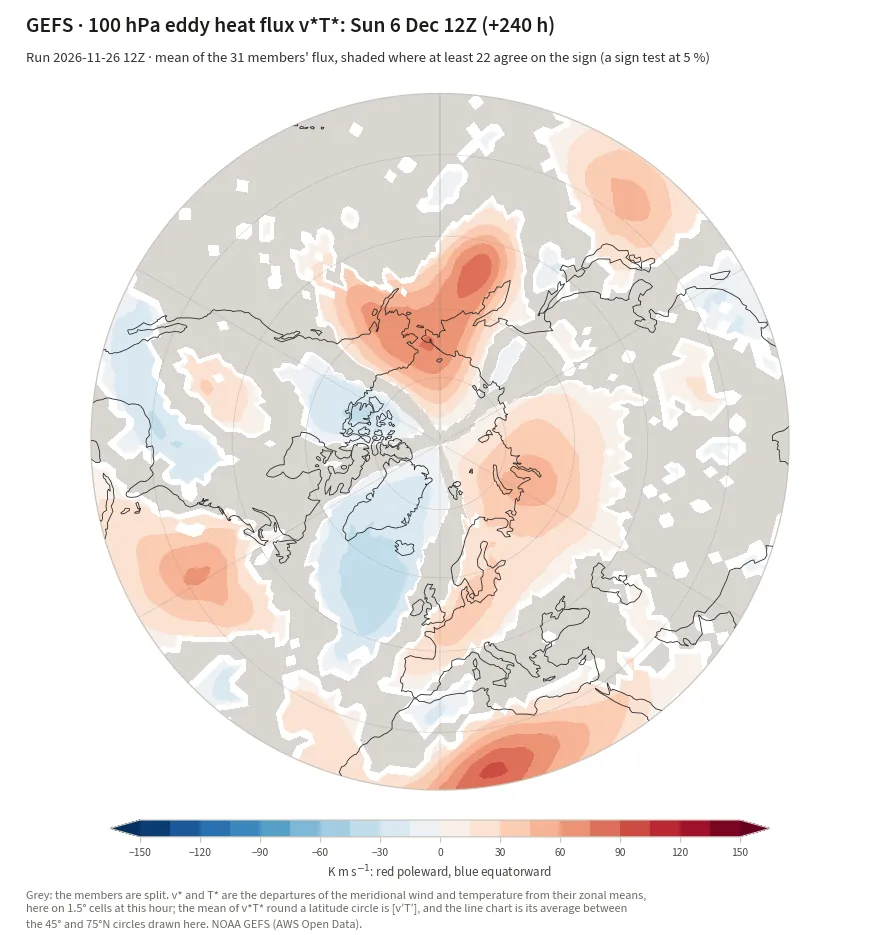 GEFS · 100 hPa eddy heat flux v*T*: Sun 6 Dec 12Z (+240 h)
Run 2026-11-26 12Z · mean of the 31 members' flux, shaded where at least 22 agree on the sign (a sign test at 5 %)
−150 −120 −90 −60 −30 0 30 60 90 120 150
K m s⁻¹: red poleward, blue equatorward
Grey: the members are split. v* and T* are the departures of the meridional wind and temperature from their zonal means,
here on 1.5° cells at this hour; the mean of v*T* round a latitude circle is [v'T'], and the line chart is its average between
the 45° and 75°N circles drawn here. NOAA GEFS (AWS Open Data).